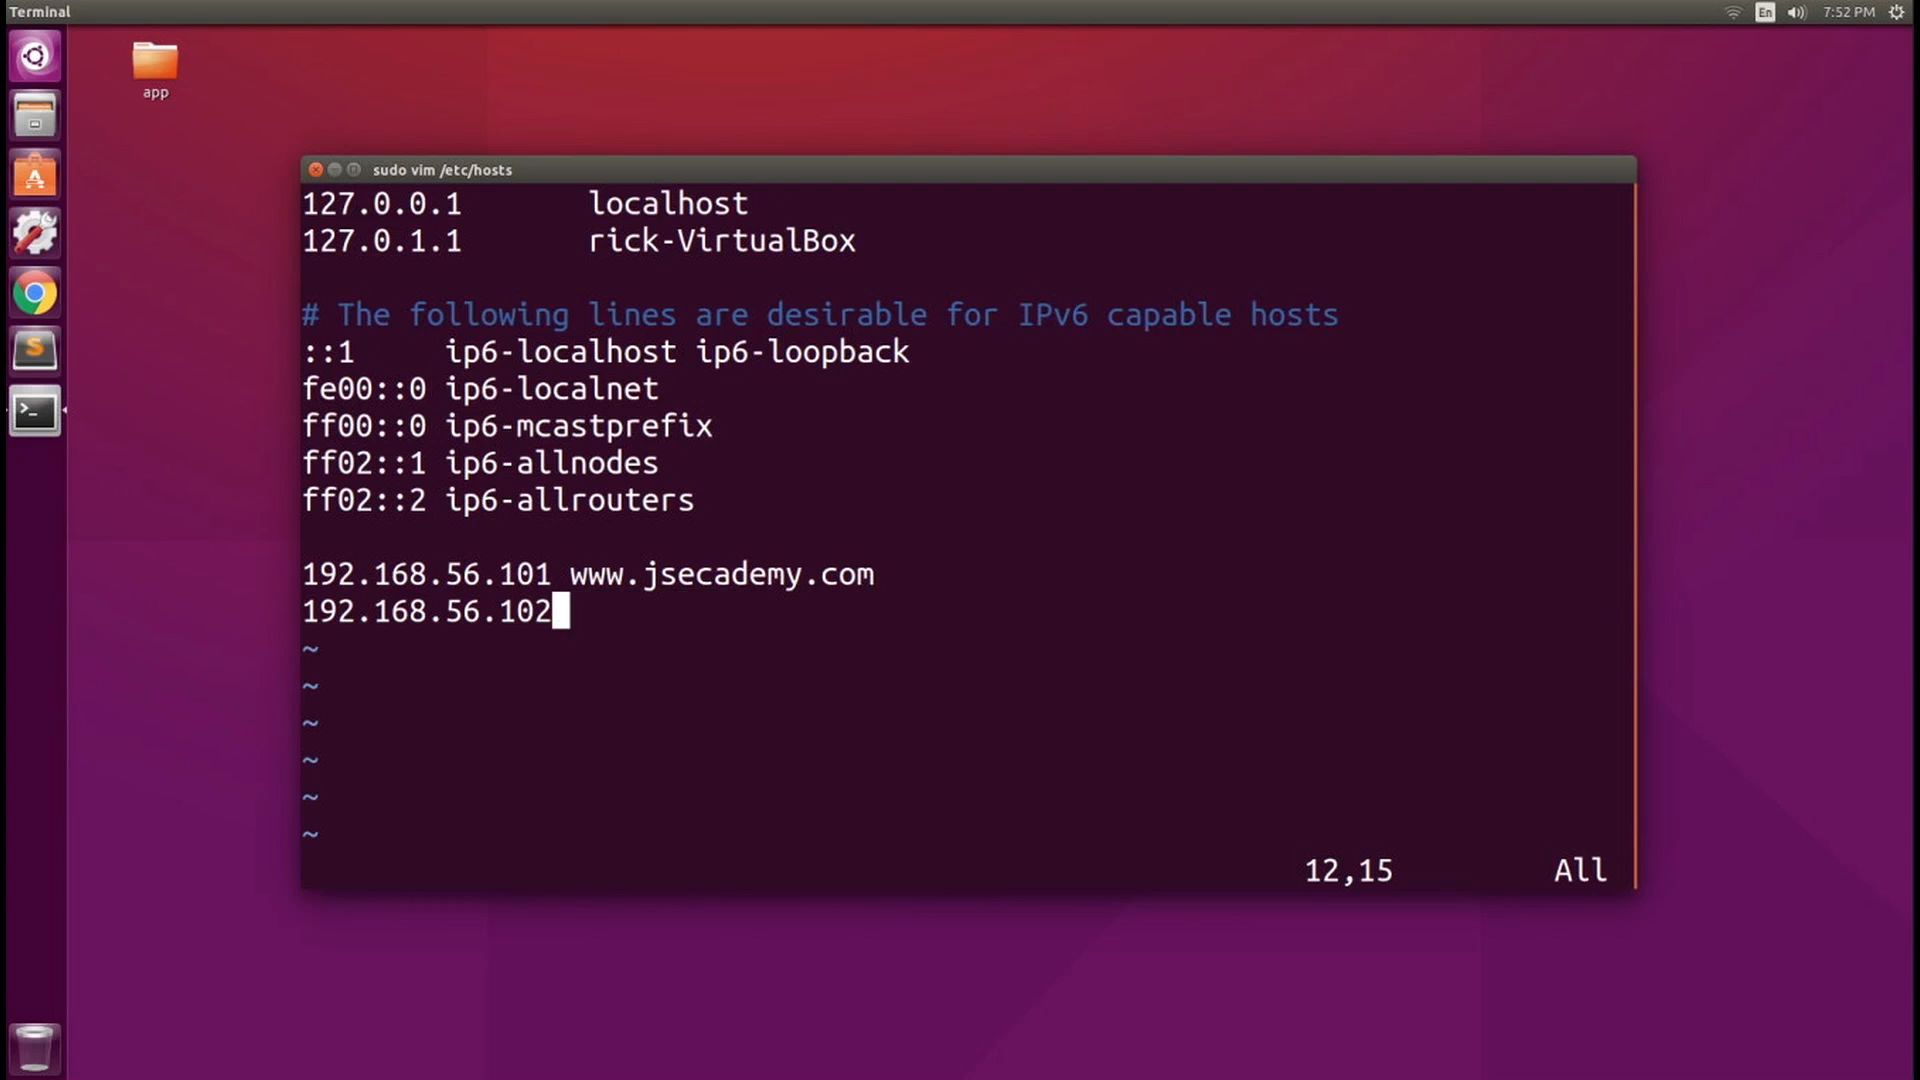 Terminal
En
7:52 PM
app
sudo vim /etc/hosts
127.0.0.1 localhost
127.0.1.1 rick-VirtualBox
# The following lines are desirable for IPv6 capable hosts
::1 ip6-localhost ip6-loopback
fe00::0 ip6-localnet
ff00::0 ip6-mcastprefix
ff02::1 ip6-allnodes
ff02::2 ip6-allrouters
192.168.56.101 www.jsecademy.com
192.168.56.102
~
~
~
~
~
~
12,15 All